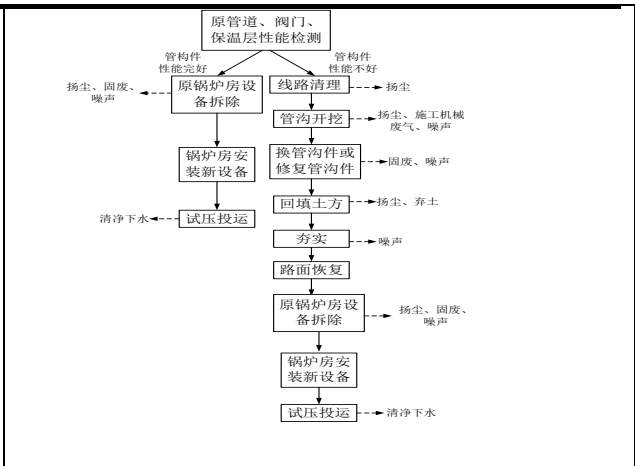 原管道、阀门、
保温层性能检测
管构件
性能完好
管构件
性能不好
扬尘、固废、
噪声
原锅炉房设
备拆除
线路清理
扬尘
管沟开挖
扬尘、施工机械
废气、噪声
锅炉房安
装新设备
换管沟件或
修复管沟件
固废、噪声
清净下水
试压投运
回填土方
扬尘、弃土
夯实
噪声
路面恢复
原锅炉房设
备拆除
扬尘、固废、
噪声
锅炉房安
装新设备
试压投运
清净下水